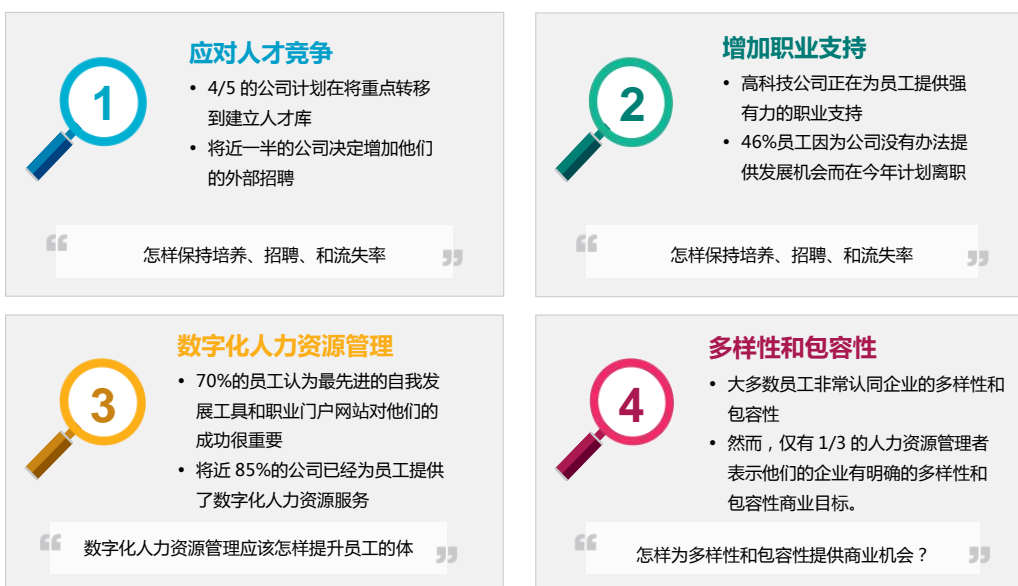 1
应对人才竞争
• 4/5 的公司计划在将重点转移
到建立人才库
• 将近一半的公司决定增加他们
的外部招聘
“ 怎样保持培养、招聘、和流失率 ”
2
增加职业支持
• 高科技公司正在为员工提供强
有力的职业支持
• 46%员工因为公司没有办法提
供发展机会而在今年计划离职
“ 怎样保持培养、招聘、和流失率 ”
3
数字化人力资源管理
• 70%的员工认为最先进的自我发
展工具和职业门户网站对他们的
成功很重要
• 将近 85%的公司已经为员工提供
了数字化人力资源服务
“ 数字化人力资源管理应该怎样提升员工的体 ”
4
多样性和包容性
• 大多数员工非常认同企业的多样性和
包容性
• 然而，仅有 1/3 的人力资源管理者
表示他们的企业有明确的多样性和
包容性商业目标。
“ 怎样为多样性和包容性提供商业机会？ ”